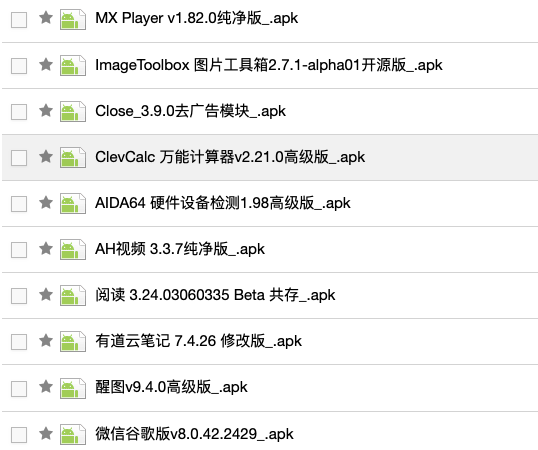 MX Player v1.82.0纯净版_.apk
ImageToolbox 图片工具箱2.7.1-alpha01开源版_.apk
Close_3.9.0去广告模块_.apk
ClevCalc 万能计算器v2.21.0高级版_.apk
AIDA64 硬件设备检测1.98高级版_.apk
AH视频 3.3.7纯净版_.apk
阅读 3.24.03060335 Beta 共存_.apk
有道云笔记 7.4.26 修改版_.apk
醒图v9.4.0高级版_.apk
微信谷歌版v8.0.42.2429_.apk